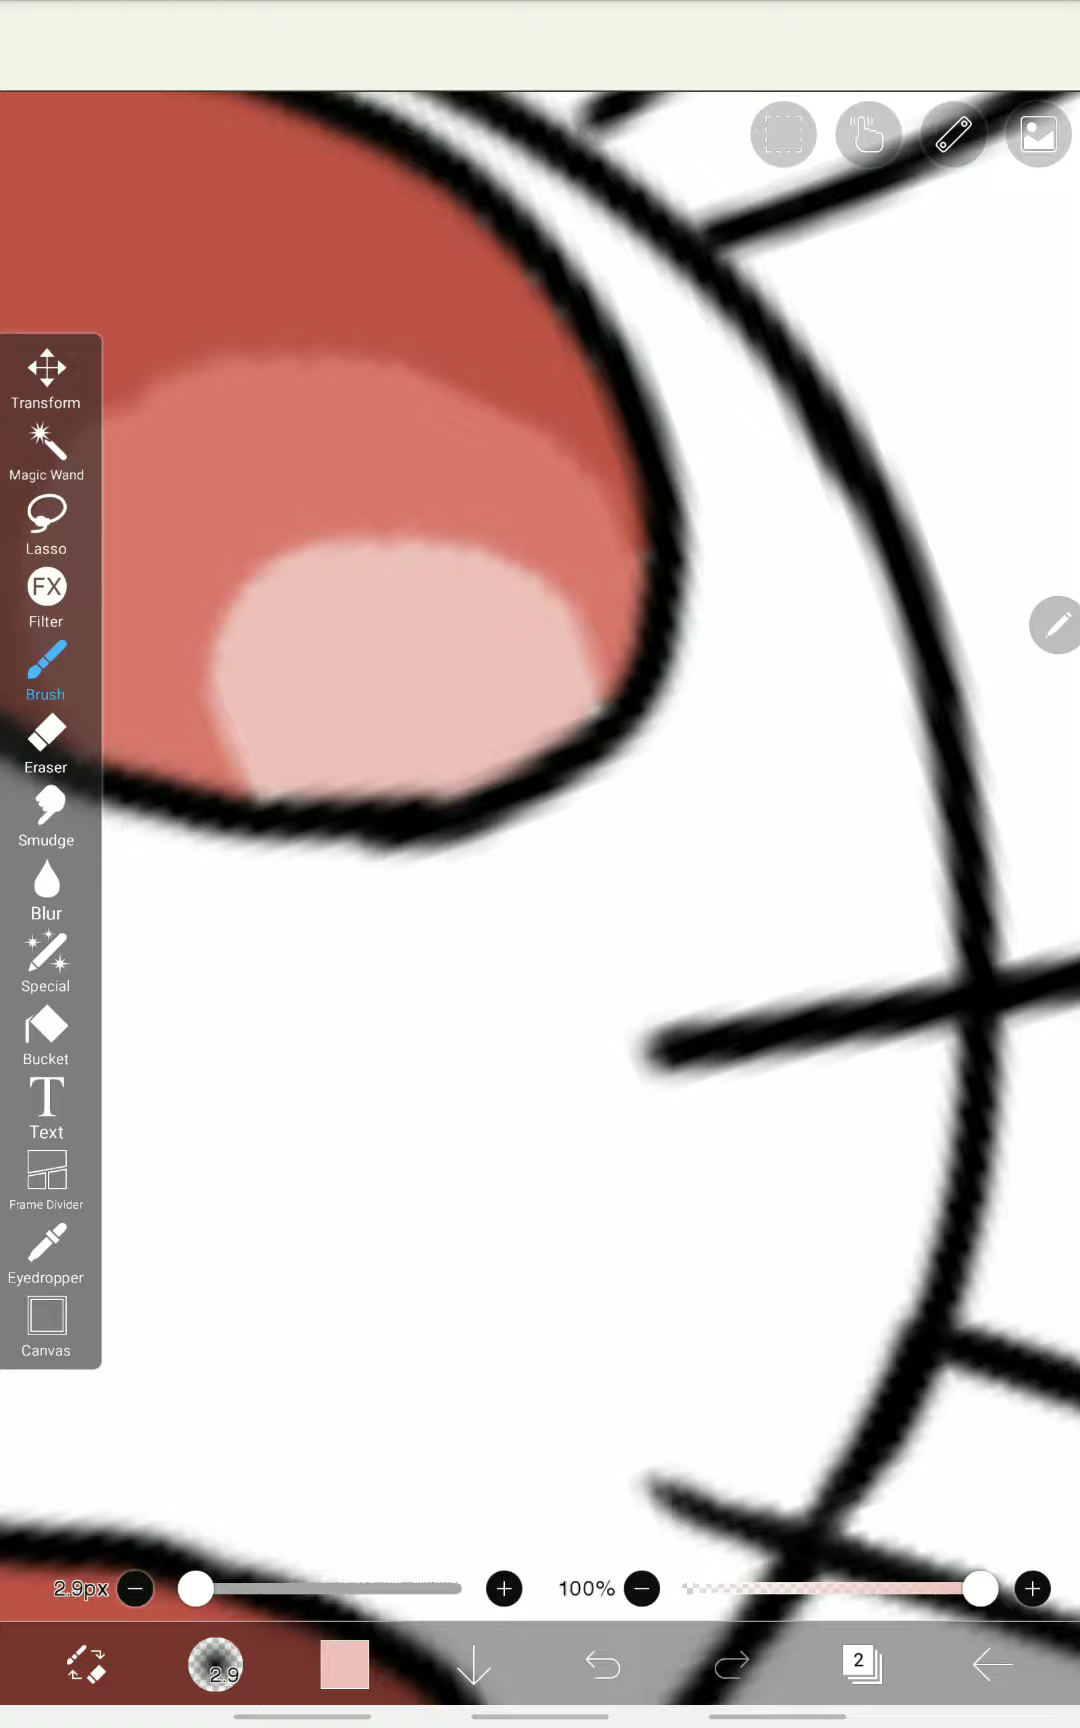 Transform
Magic Wand
Lasso
FX
Filter
Brush
Eraser
Smudge
Blur
Special
Bucket
T
Text
Frame Divider
Eyedropper
Canvas
2.9px
100%
2.9
2